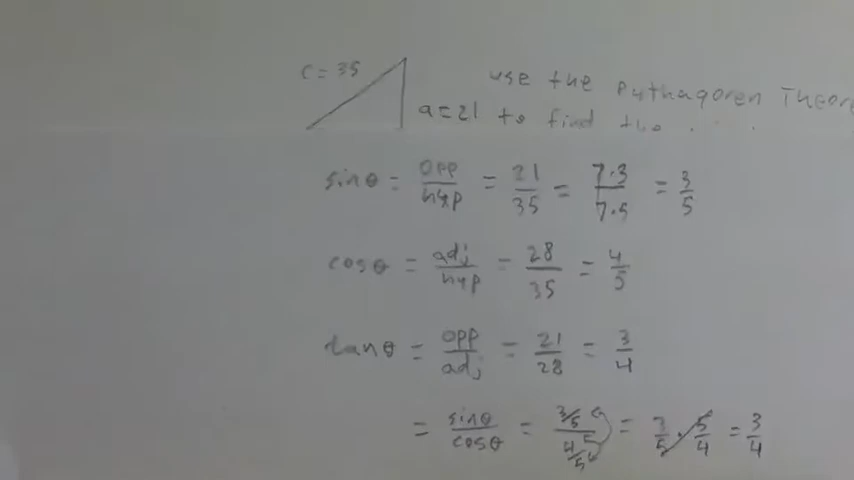 C = 35
use the Pythagoren Theore
a = 21 to find the . . .
sinθ = opp/hyp = 21/35 = 7·3/7·5 = 3/5
cosθ = adj/hyp = 28/35 = 4/5
tanθ = opp/adj = 21/28 = 3/4
= sinθ/cosθ = (3/5)/(4/5) = 3/5 · 5/4 = 3/4